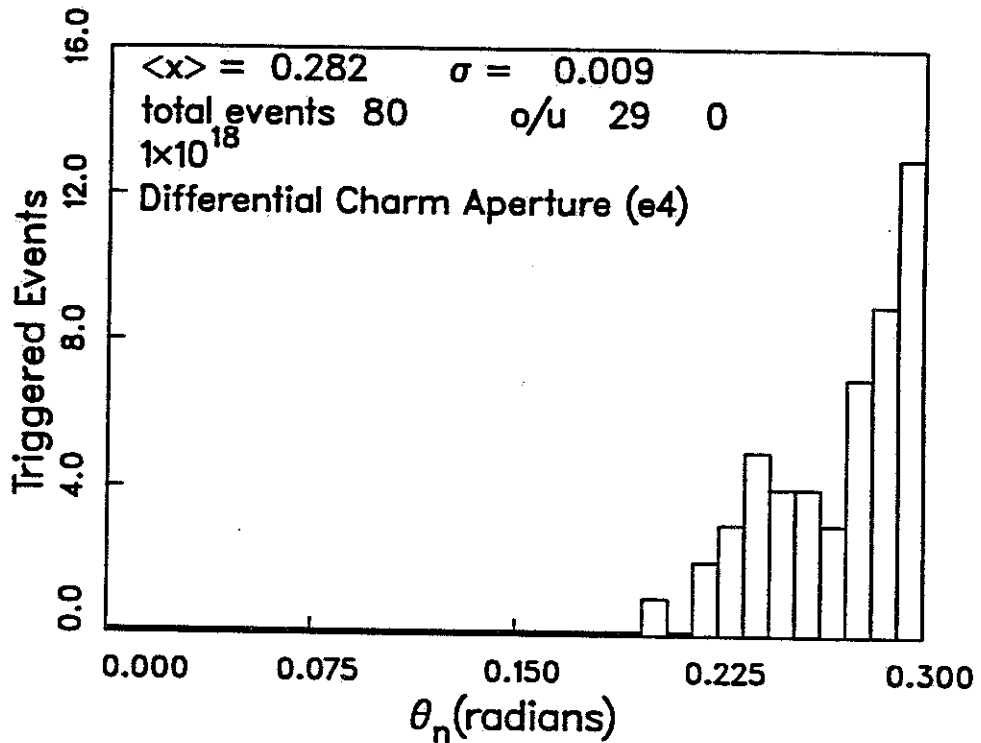 <x> = 0.282 σ = 0.009
total events 80 o/u 29 0
1×10^18
Differential Charm Aperture (e4)
Triggered Events
16.0
12.0
8.0
4.0
0.0
0.000 0.075 0.150 0.225 0.300
θn(radians)